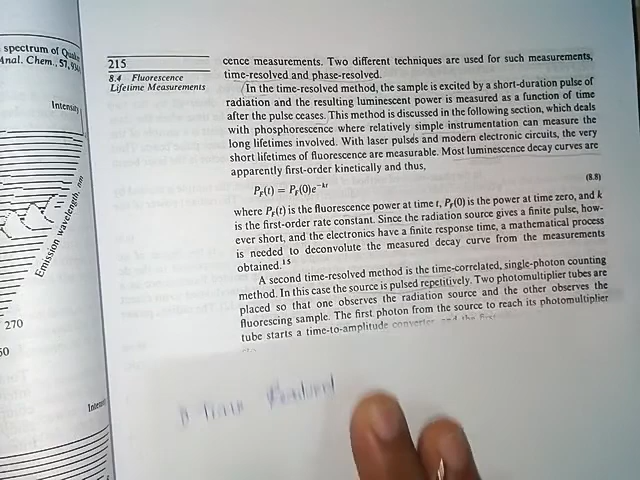 spectrum of
Anal. Chem., 57,
Intensity
Emission wavelength, nm
270
50
215
8.4 Fluorescence
Lifetime Measurements
cence measurements. Two different techniques are used for such measurements,
time-resolved and phase-resolved.
In the time-resolved method, the sample is excited by a short-duration pulse of
radiation and the resulting luminescent power is measured as a function of time
after the pulse ceases. This method is discussed in the following section, which deals
with phosphorescence where relatively simple instrumentation can measure the
long lifetimes involved. With laser pulses and modern electronic circuits, the very
short lifetimes of fluorescence are measurable. Most luminescence decay curves are
apparently first-order kinetically and thus,
P_F(t) = P_F(0)e^{-kt} (8.8)
where P_F(t) is the fluorescence power at time t, P_F(0) is the power at time zero, and k
is the first-order rate constant. Since the radiation source gives a finite pulse, how-
ever short, and the electronics have a finite response time, a mathematical process
is needed to deconvolute the measured decay curve from the measurements
obtained.¹⁵
A second time-resolved method is the time-correlated, single-photon counting
method. In this case the source is pulsed repetitively. Two photomultiplier tubes are
placed so that one observes the radiation source and the other observes the
fluorescing sample. The first photon from the source to reach its photomultiplier
tube starts a time-to-amplitude converter, and the first